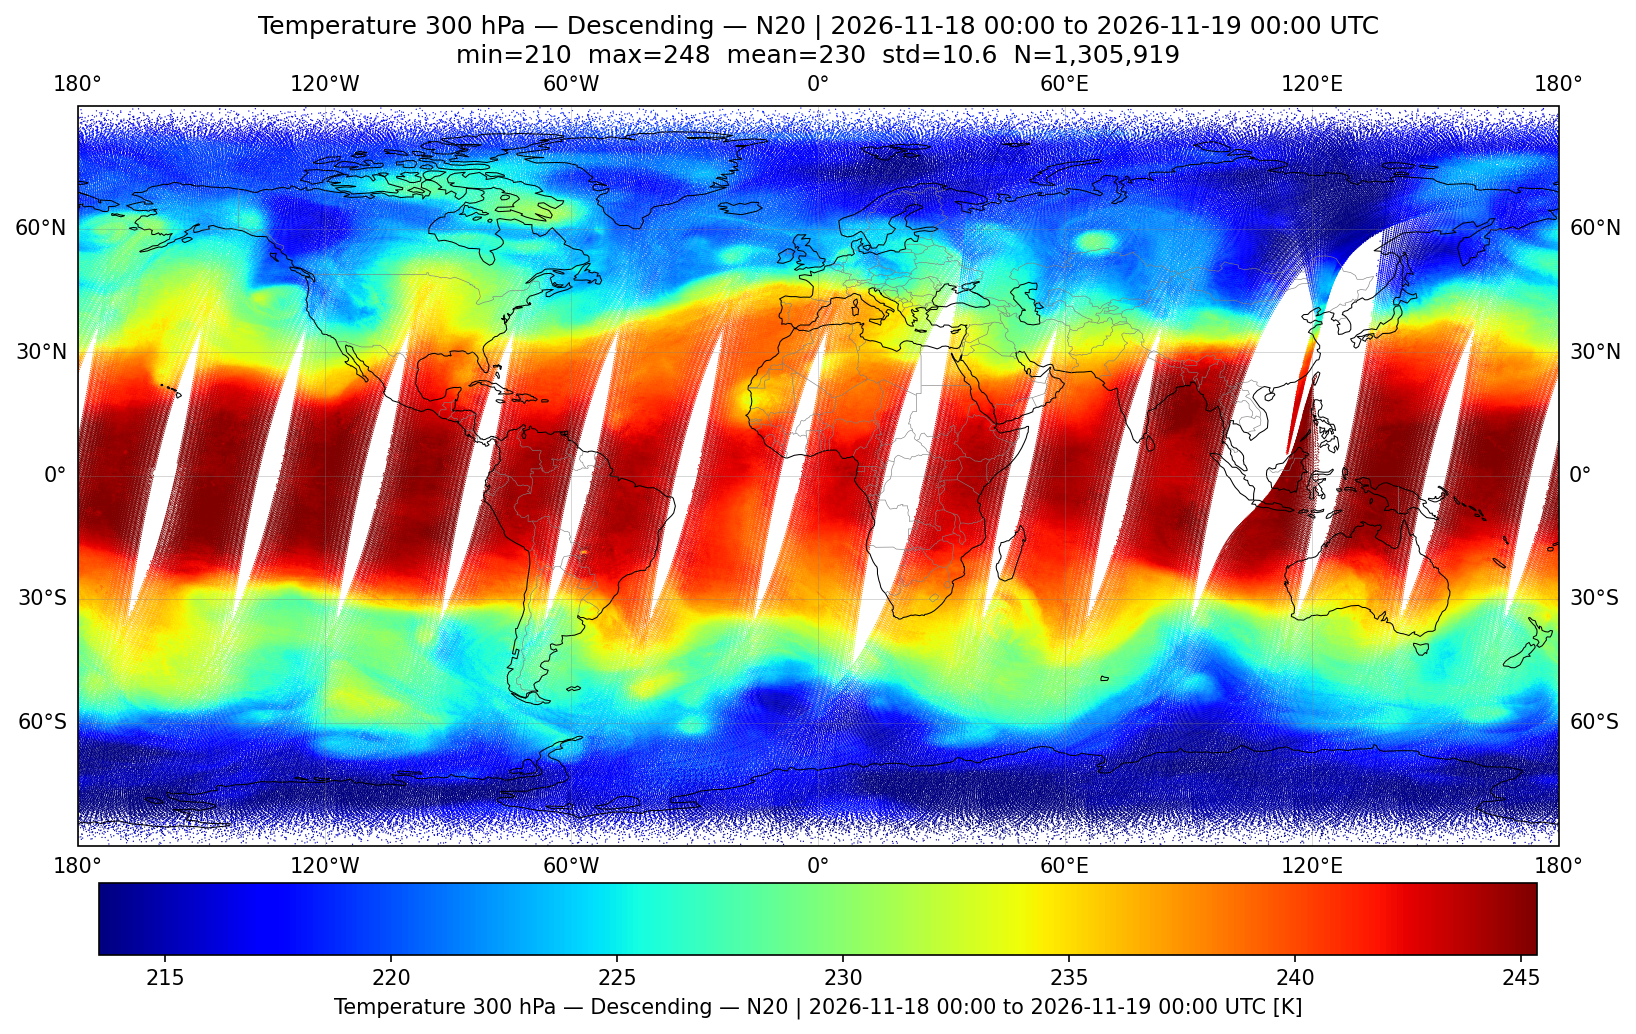 Temperature 300 hPa — Descending — N20 | 2026-11-18 00:00 to 2026-11-19 00:00 UTC
min=210  max=248  mean=230  std=10.6  N=1,305,919
180° 120°W 60°W 0° 60°E 120°E 180°
60°N 60°N
30°N 30°N
0° 0°
30°S 30°S
60°S 60°S
180° 120°W 60°W 0° 60°E 120°E 180°
215 220 225 230 235 240 245
Temperature 300 hPa — Descending — N20 | 2026-11-18 00:00 to 2026-11-19 00:00 UTC [K]